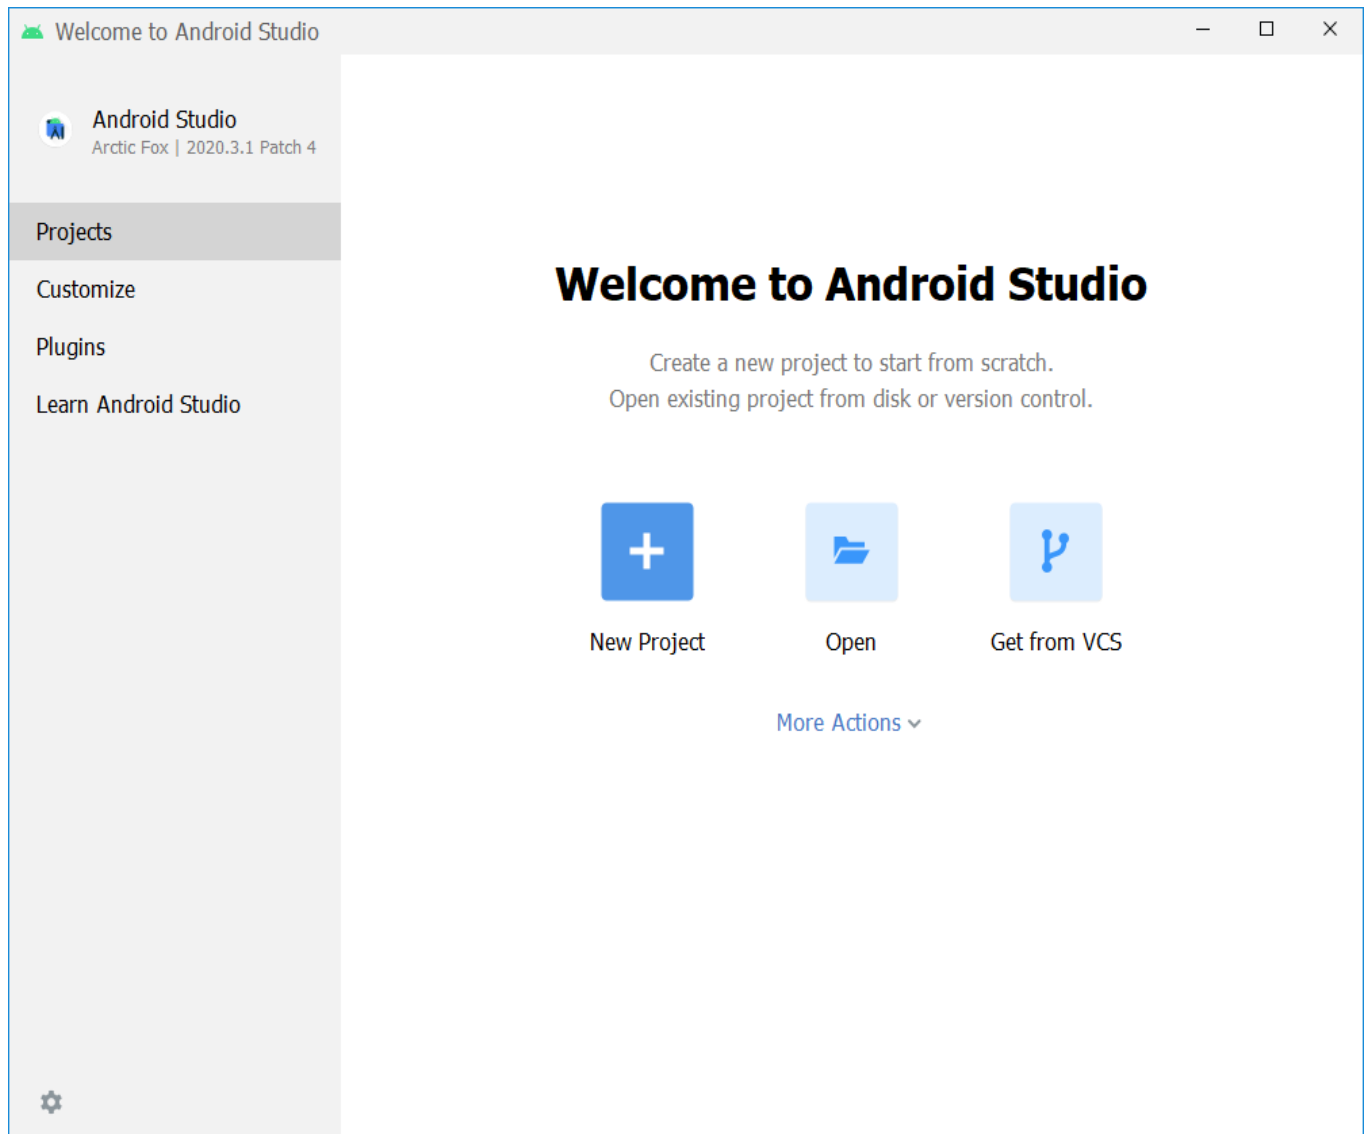 Welcome to Android Studio
Android Studio
Arctic Fox | 2020.3.1 Patch 4
Projects
Customize
Plugins
Learn Android Studio
Welcome to Android Studio
Create a new project to start from scratch.
Open existing project from disk or version control.
New Project
Open
Get from VCS
More Actions